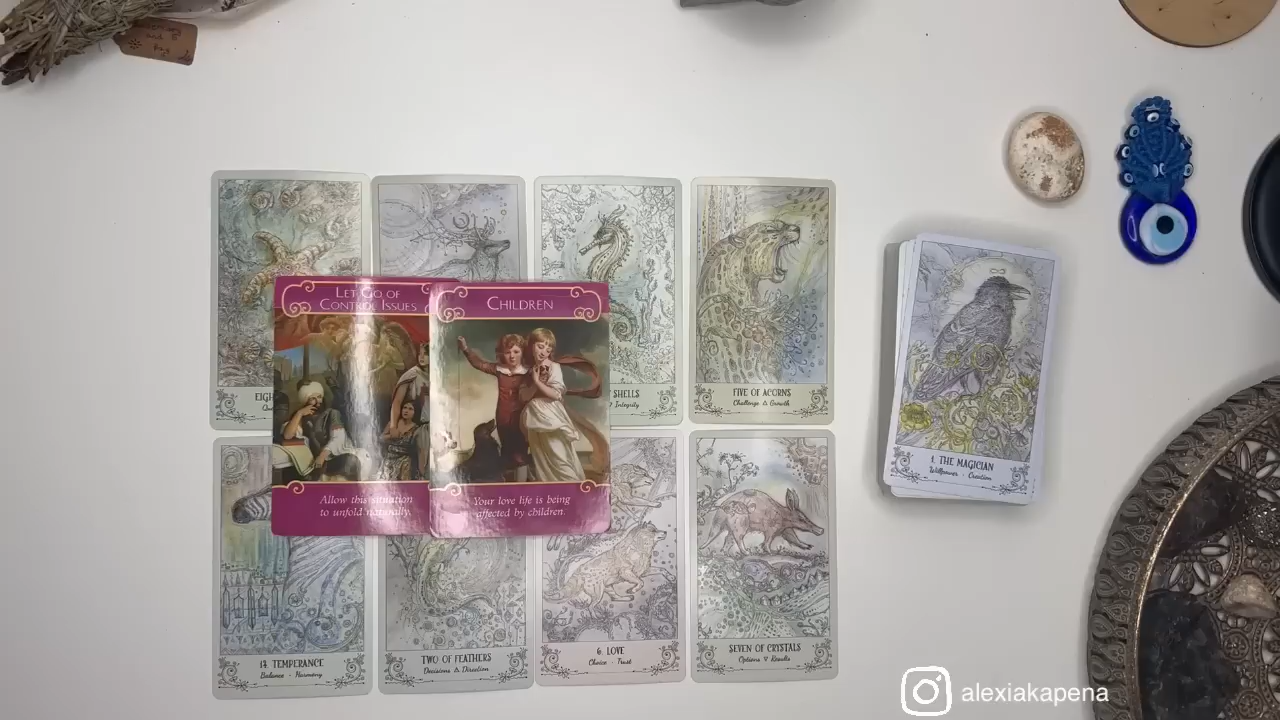 LET GO OF
CONTROL ISSUES
CHILDREN
Allow this situation
to unfold naturally.
Your love life is being
affected by children.
EIGH
SHELLS
Integrity
FIVE OF ACORNS
Challenge & Growth
1. THE MAGICIAN
Willpower · Creation
14. TEMPERANCE
Balance · Harmony
TWO OF FEATHERS
Decisions & Direction
6. LOVE
Choice · Trust
SEVEN OF CRYSTALS
Options & Results
alexiakapena